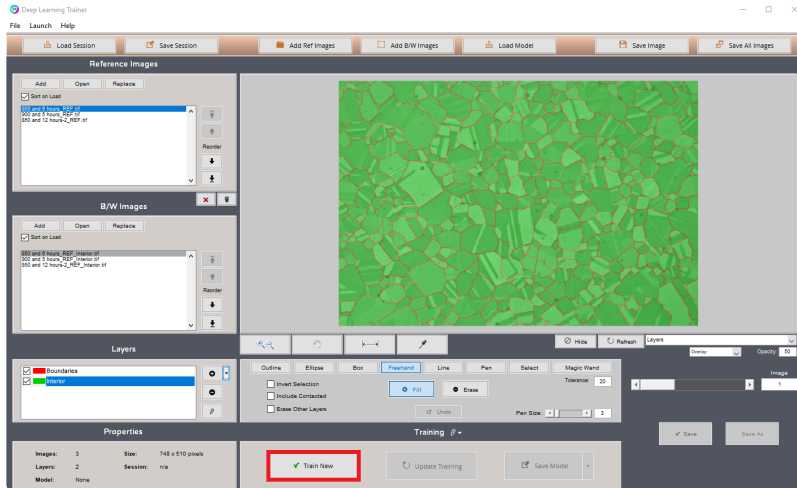 Deep Learning Trainer
File Launch Help
Load Session Save Session Add Ref Images Add B/W Images Load Model Save Image Save All Images
Reference Images
Add Open Replace
Sort on Load
850 and 6 hours_REF.tif
900 and 5 hours_REF.tif
850 and 12 hours-2_REF.tif
Reorder
B/W Images
Add Open Replace
Sort on Load
850 and 6 hours_REF_Interior.tif
900 and 5 hours_REF_Interior.tif
850 and 12 hours-2_REF_Interior.tif
Reorder
Layers
Boundaries
Interior
Hide Refresh Layers
Overlay Opacity: 50
Outline Ellipse Box Freehand Line Pen Select Magic Wand
Invert Selection
Include Contacted
Erase Other Layers
Fill Erase
Undo
Tolerance: 20
Pen Size: 3
Image
1
Save Save As
Properties
Images: 3 Size: 748 x 510 pixels
Layers: 2 Session: n/a
Model: None
Training
Train New Update Training Save Model